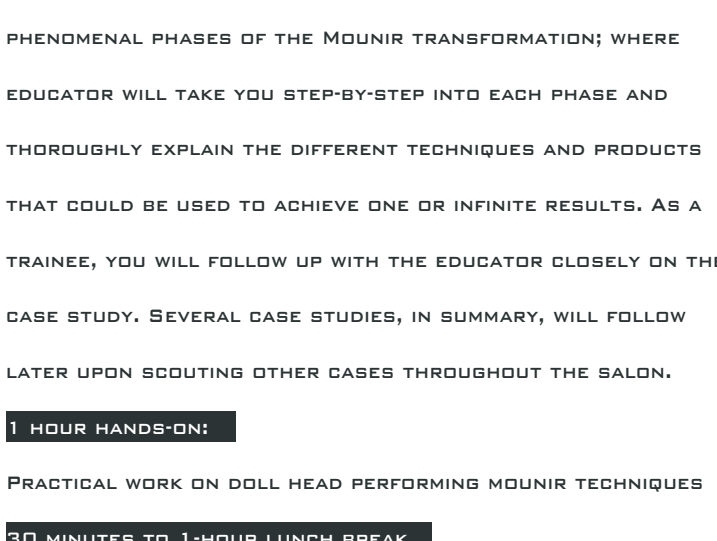 phenomenal phases of the Mounir transformation; where
educator will take you step-by-step into each phase and
thoroughly explain the different techniques and products
that could be used to achieve one or infinite results. As a
trainee, you will follow up with the educator closely on the
case study. Several case studies, in summary, will follow
later upon scouting other cases throughout the salon.
1 hour hands-on:
Practical work on doll head performing mounir techniques
30 minutes to 1-hour lunch break